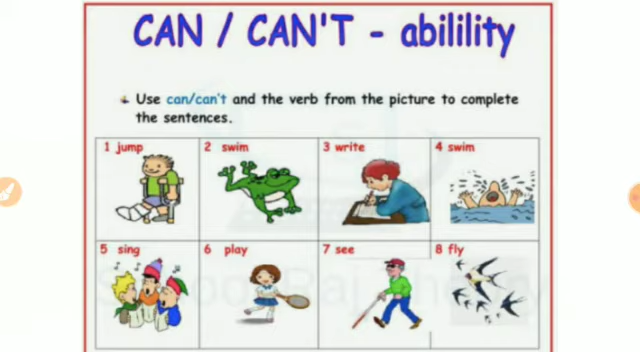 CAN / CAN'T - abilility
Use can/can't and the verb from the picture to complete
the sentences.
1 jump
2 swim
3 write
4 swim
5 sing
6 play
7 see
8 fly